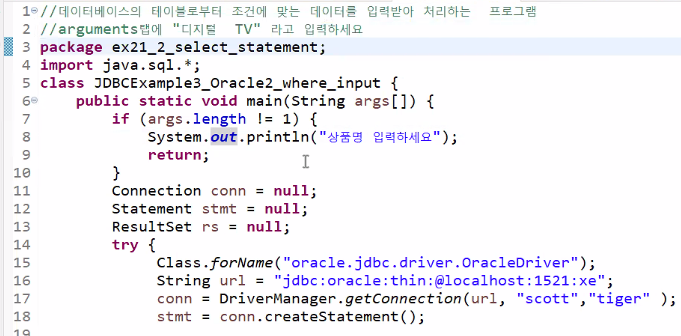 1 //데이터베이스의 테이블로부터 조건에 맞는 데이터를 입력받아 처리하는  프로그램
2 //arguments탭에 "디지털  TV" 라고 입력하세요
3 package ex21_2_select_statement;
4 import java.sql.*;
5 class JDBCExample3_Oracle2_where_input {
6     public static void main(String args[]) {
7         if (args.length != 1) {
8             System.out.println("상품명 입력하세요");
9             return;
10         }
11         Connection conn = null;
12         Statement stmt = null;
13         ResultSet rs = null;
14         try {
15              Class.forName("oracle.jdbc.driver.OracleDriver");
16              String url = "jdbc:oracle:thin:@localhost:1521:xe";
17              conn = DriverManager.getConnection(url, "scott","tiger" );
18              stmt = conn.createStatement();
19